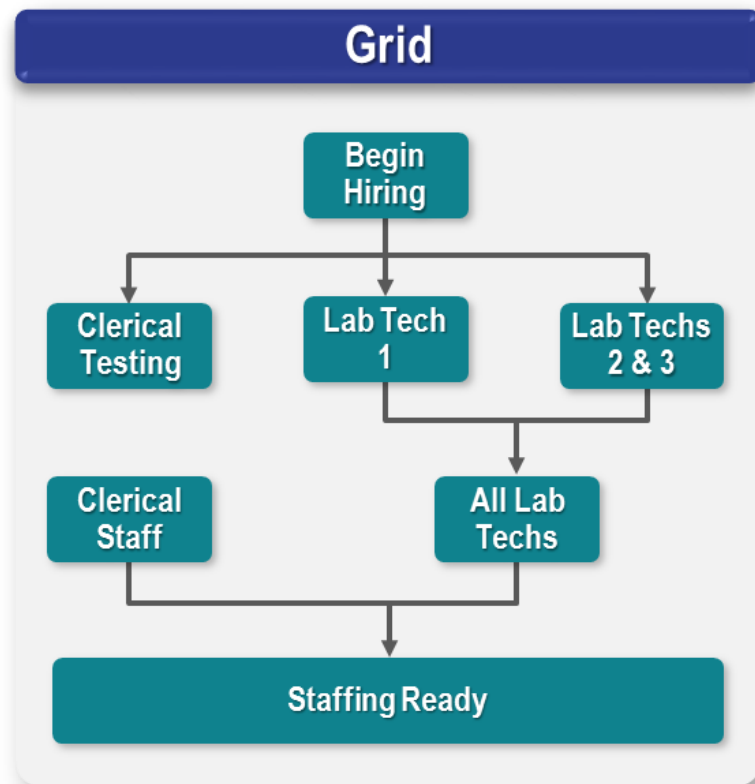 Grid
Begin
Hiring
Clerical
Testing
Lab Tech
1
Lab Techs
2 & 3
Clerical
Staff
All Lab
Techs
Staffing Ready